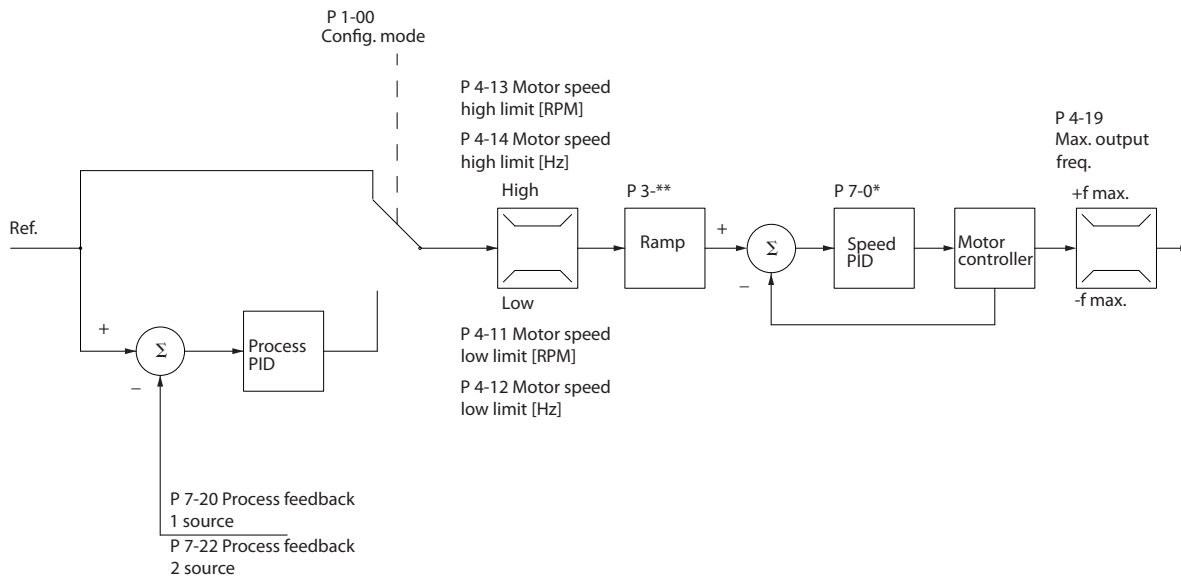 P 1-00
Config. mode
P 4-13 Motor speed
high limit [RPM]
P 4-14 Motor speed
high limit [Hz]
P 4-19
Max. output
freq.
High
P 3-**
P 7-0*
+f max.
Ref.
Ramp
+
Σ
−
Speed
PID
Motor
controller
Low
-f max.
+
Σ
−
Process
PID
P 4-11 Motor speed
low limit [RPM]
P 4-12 Motor speed
low limit [Hz]
P 7-20 Process feedback
1 source
P 7-22 Process feedback
2 source